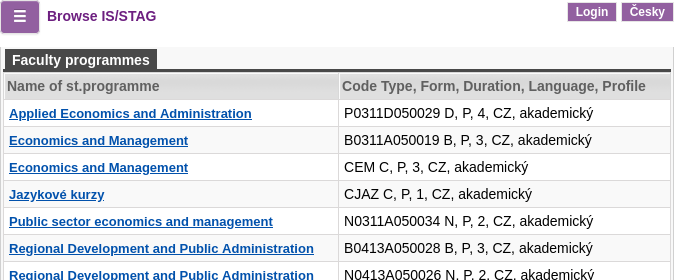 ☰ Browse IS/STAG Login Česky
Faculty programmes
Name of st.programme Code Type, Form, Duration, Language, Profile
Applied Economics and Administration P0311D050029 D, P, 4, CZ, akademický
Economics and Management B0311A050019 B, P, 3, CZ, akademický
Economics and Management CEM C, P, 3, CZ, akademický
Jazykové kurzy CJAZ C, P, 1, CZ, akademický
Public sector economics and management N0311A050034 N, P, 2, CZ, akademický
Regional Development and Public Administration B0413A050028 B, P, 3, CZ, akademický
Regional Development and Public Administration N0413A050026 N, P, 2, CZ, akademický